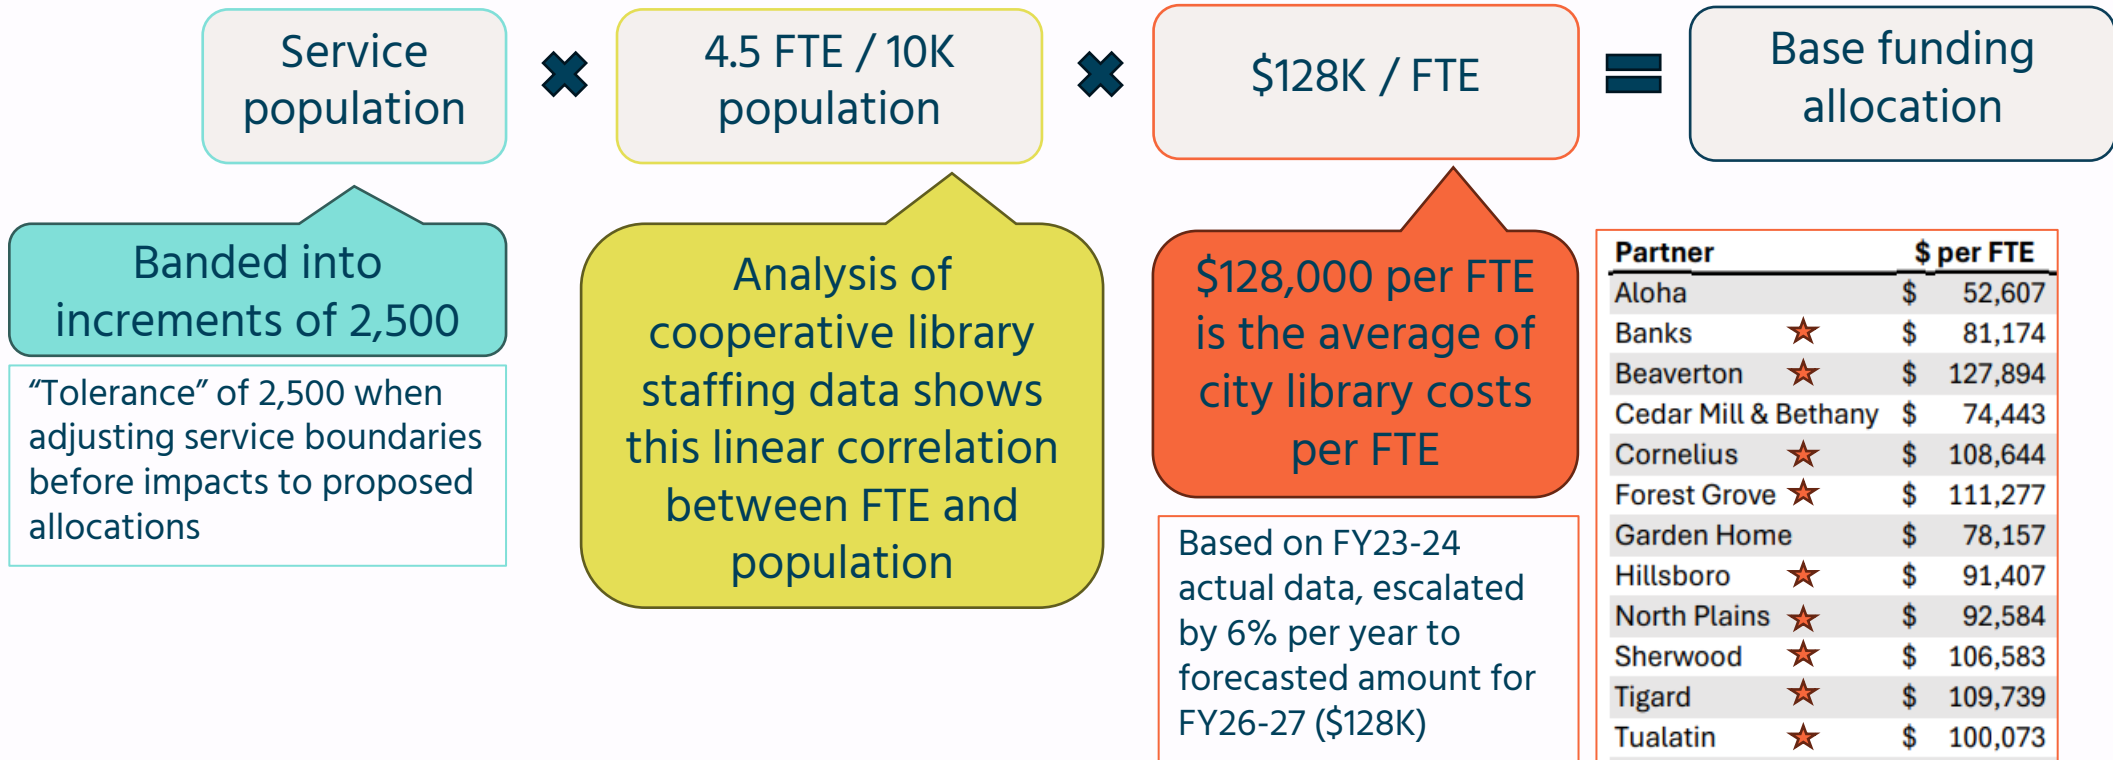 Service
population
4.5 FTE / 10K
population
$128K / FTE
Base funding
allocation
Banded into
increments of 2,500
“Tolerance” of 2,500 when
adjusting service boundaries
before impacts to proposed
allocations
Analysis of
cooperative library
staffing data shows
this linear correlation
between FTE and
population
$128,000 per FTE
is the average of
city library costs
per FTE
Based on FY23-24
actual data, escalated
by 6% per year to
forecasted amount for
FY26-27 ($128K)
Partner $ per FTE
Aloha $ 52,607
Banks $ 81,174
Beaverton $ 127,894
Cedar Mill & Bethany $ 74,443
Cornelius $ 108,644
Forest Grove $ 111,277
Garden Home $ 78,157
Hillsboro $ 91,407
North Plains $ 92,584
Sherwood $ 106,583
Tigard $ 109,739
Tualatin $ 100,073